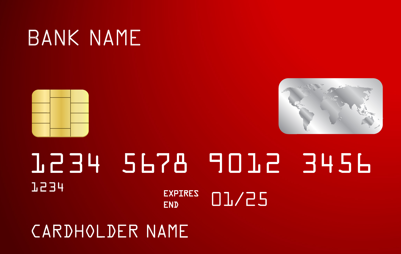 BANK NAME
1234 5678 9012 3456
1234
EXPIRES
END 01/25
CARDHOLDER NAME